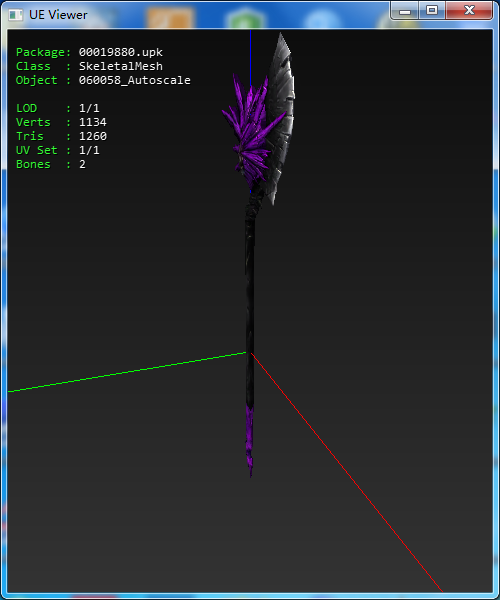 UE Viewer
Package: 00019880.upk
Class : SkeletalMesh
Object : 060058_Autoscale
LOD : 1/1
Verts : 1134
Tris : 1260
UV Set : 1/1
Bones : 2